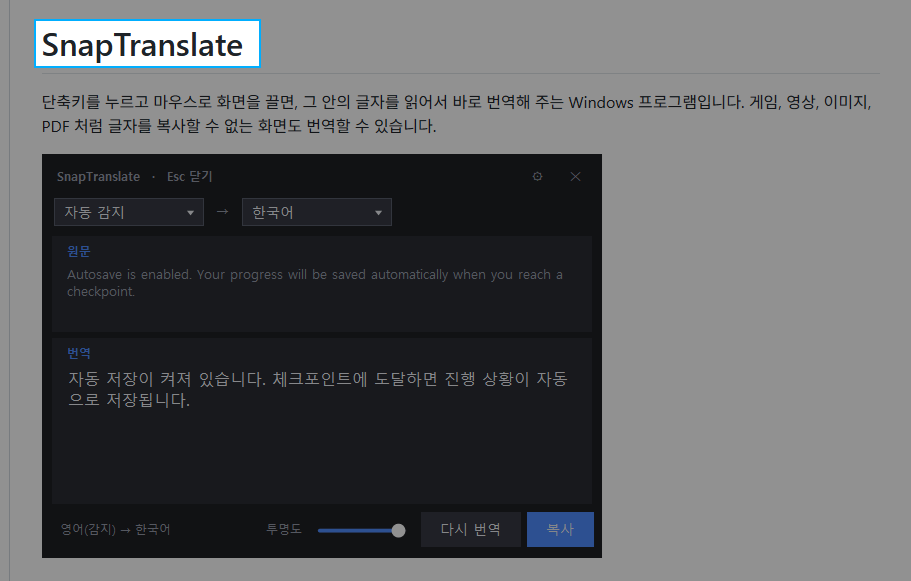 SnapTranslate
단축키를 누르고 마우스로 화면을 끌면, 그 안의 글자를 읽어서 바로 번역해 주는 Windows 프로그램입니다. 게임, 영상, 이미지,
PDF 처럼 글자를 복사할 수 없는 화면도 번역할 수 있습니다.
SnapTranslate · Esc 닫기
자동 감지 → 한국어
원문
Autosave is enabled. Your progress will be saved automatically when you reach a
checkpoint.
번역
자동 저장이 켜져 있습니다. 체크포인트에 도달하면 진행 상황이 자동
으로 저장됩니다.
영어(감지) → 한국어 투명도 다시 번역 복사